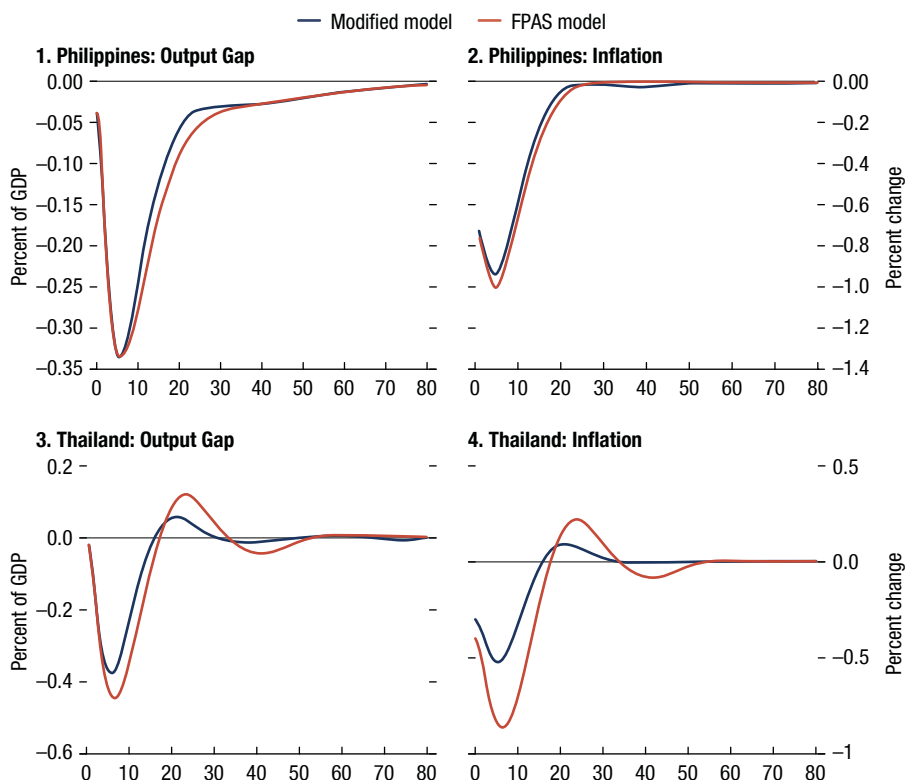 Modified model FPAS model
1. Philippines: Output Gap
0.00
–0.05
–0.10
–0.15
–0.20
–0.25
–0.30
–0.35
Percent of GDP
0 10 20 30 40 50 60 70 80
2. Philippines: Inflation
0.00
–0.2
–0.4
–0.6
–0.8
–1.0
–1.2
–1.4
Percent change
0 10 20 30 40 50 60 70 80
3. Thailand: Output Gap
0.2
0.0
–0.2
–0.4
–0.6
Percent of GDP
0 10 20 30 40 50 60 70 80
4. Thailand: Inflation
0.5
0.0
–0.5
–1
Percent change
0 10 20 30 40 50 60 70 80